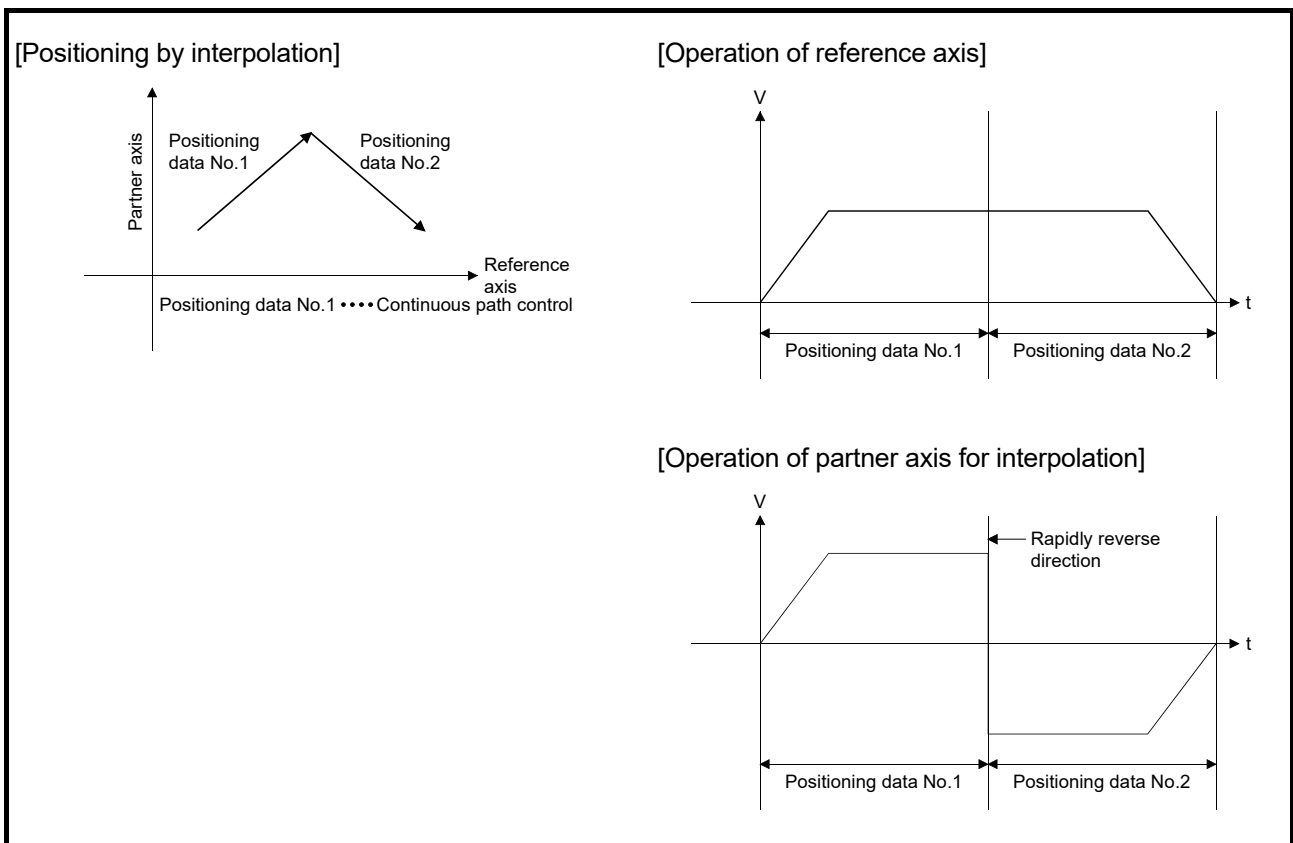 [Positioning by interpolation]
Partner axis
Positioning
data No.1
Positioning
data No.2
Reference
axis
Positioning data No.1 •••• Continuous path control
[Operation of reference axis]
V
t
Positioning data No.1
Positioning data No.2
[Operation of partner axis for interpolation]
V
Rapidly reverse
direction
t
Positioning data No.1
Positioning data No.2